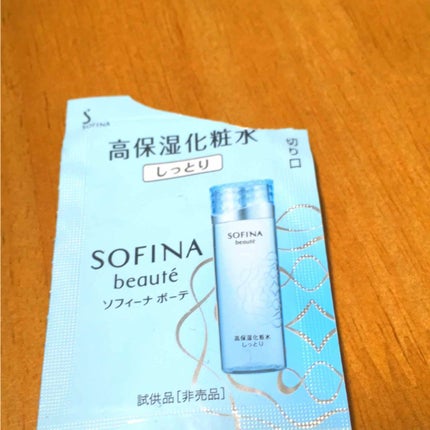 S
SOFINA
高保湿化粧水
しっとり
切り口
SOFINA
beauté
ソフィーナ ボーテ
SOFINA
beauté
高保湿化粧水
しっとり
試供品[非売品]